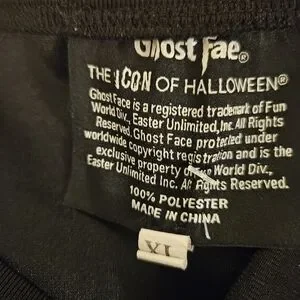 Ghost Face®
THE ICON OF HALLOWEEN®
Ghost Face is a registered trademark of Fun
World Div., Easter Unlimited, Inc. All Rights
Reserved. Ghost Face protected under
worldwide copyright registration and is the
exclusive property of Fun World Div.,
Easter Unlimited, Inc. All Rights Reserved.
100% POLYESTER
MADE IN CHINA
XL